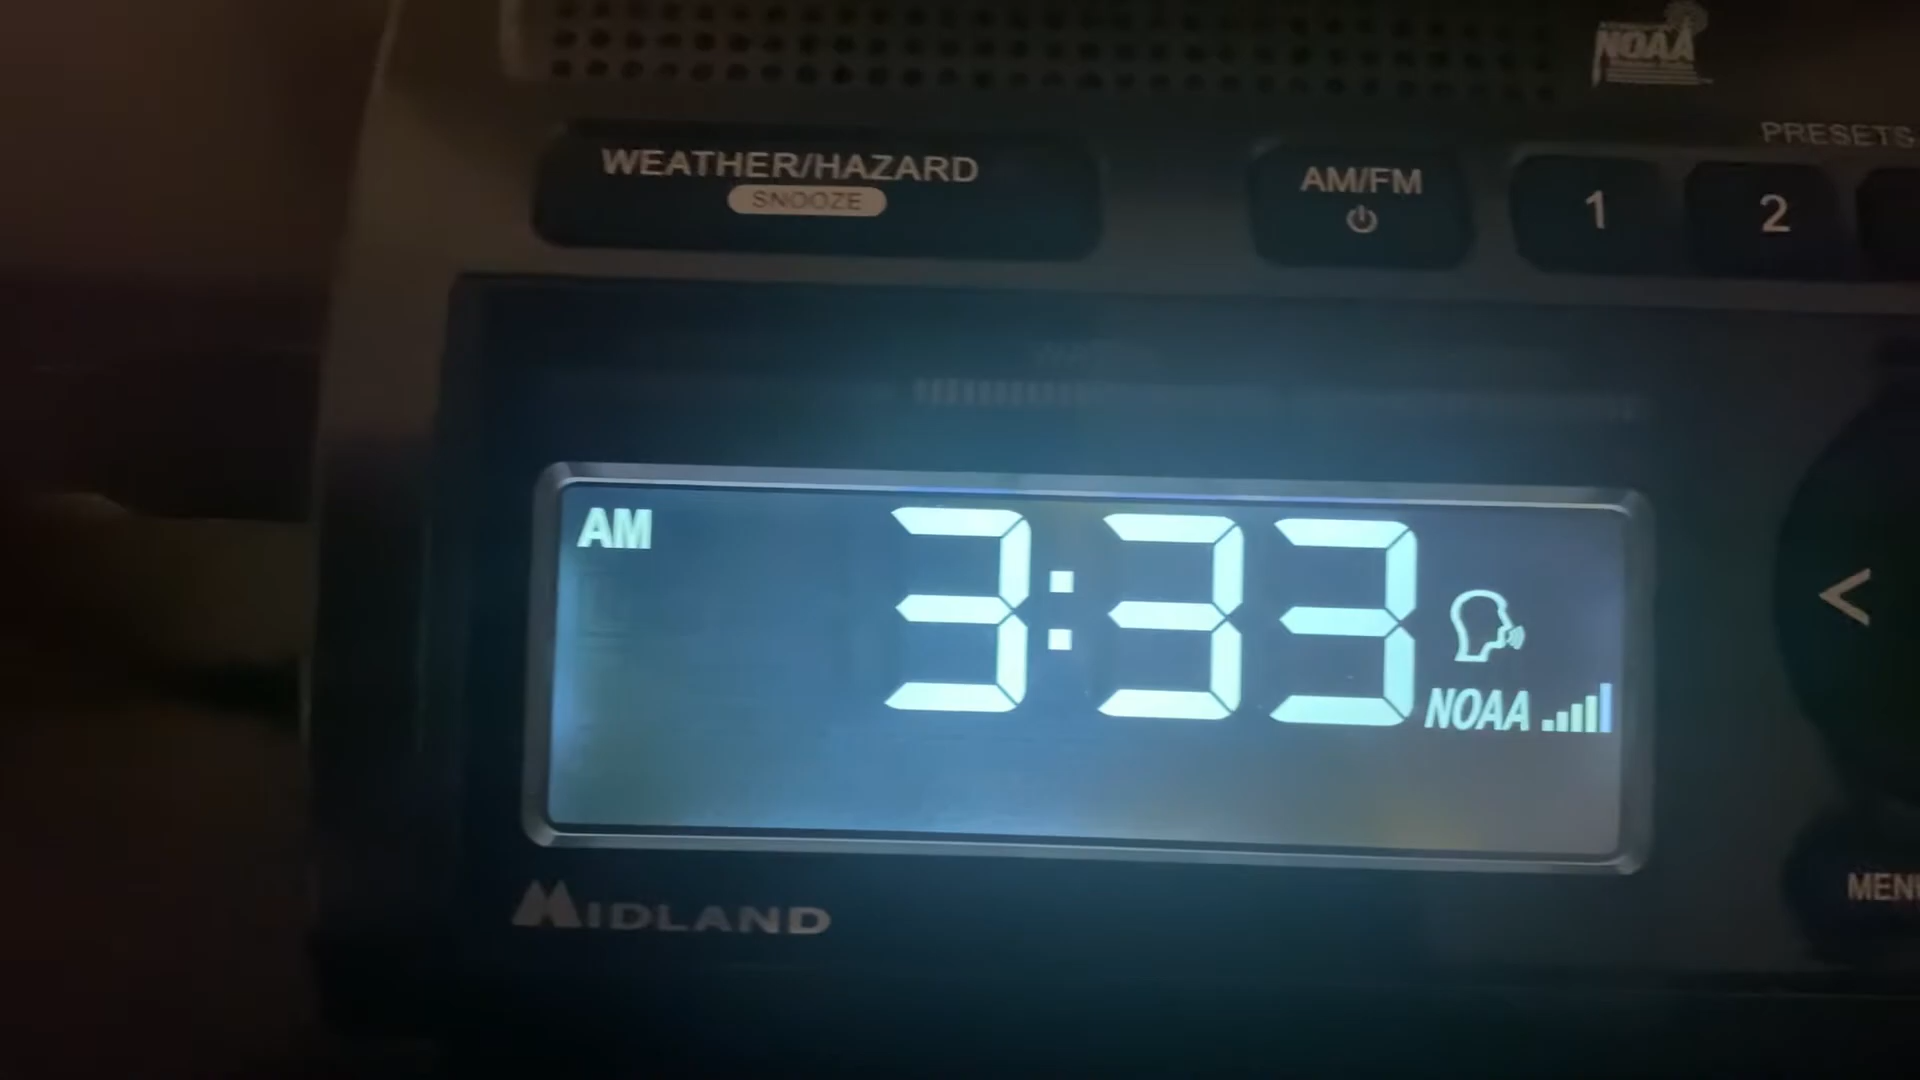 NOAA
PRESETS
WEATHER/HAZARD
SNOOZE
AM/FM
1
2
AM
3:33
NOAA
<
MIDLAND